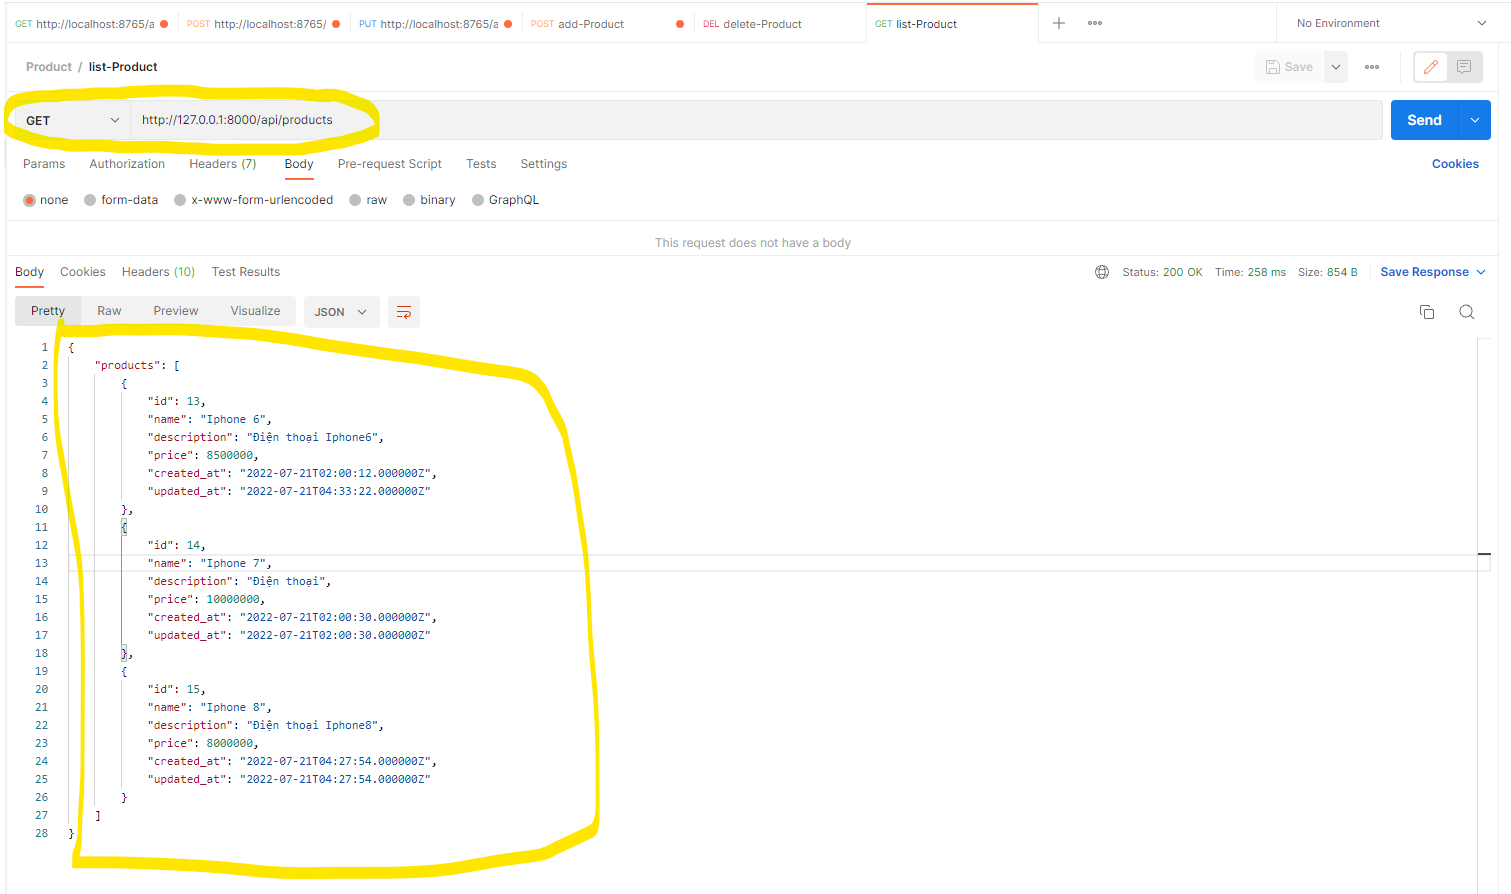 GET http://localhost:8765/a POST http://localhost:8765/ PUT http://localhost:8765/a POST add-Product DEL delete-Product GET list-Product No Environment
Product / list-Product Save
GET http://127.0.0.1:8000/api/products Send
Params Authorization Headers (7) Body Pre-request Script Tests Settings Cookies
none form-data x-www-form-urlencoded raw binary GraphQL
This request does not have a body
Body Cookies Headers (10) Test Results Status: 200 OK Time: 258 ms Size: 854 B Save Response
Pretty Raw Preview Visualize JSON
1 {
2 "products": [
3 {
4 "id": 13,
5 "name": "Iphone 6",
6 "description": "Điện thoại Iphone6",
7 "price": 8500000,
8 "created_at": "2022-07-21T02:00:12.000000Z",
9 "updated_at": "2022-07-21T04:33:22.000000Z"
10 },
11 {
12 "id": 14,
13 "name": "Iphone 7",
14 "description": "Điện thoại",
15 "price": 10000000,
16 "created_at": "2022-07-21T02:00:30.000000Z",
17 "updated_at": "2022-07-21T02:00:30.000000Z"
18 },
19 {
20 "id": 15,
21 "name": "Iphone 8",
22 "description": "Điện thoại Iphone8",
23 "price": 8000000,
24 "created_at": "2022-07-21T04:27:54.000000Z",
25 "updated_at": "2022-07-21T04:27:54.000000Z"
26 }
27 ]
28 }